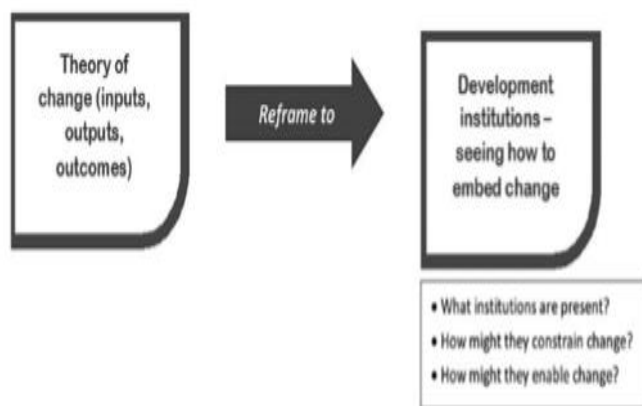 Theory of
change (inputs,
outputs,
outcomes)
Reframe to
Development
institutions –
seeing how to
embed change
• What institutions are present?
• How might they constrain change?
• How might they enable change?